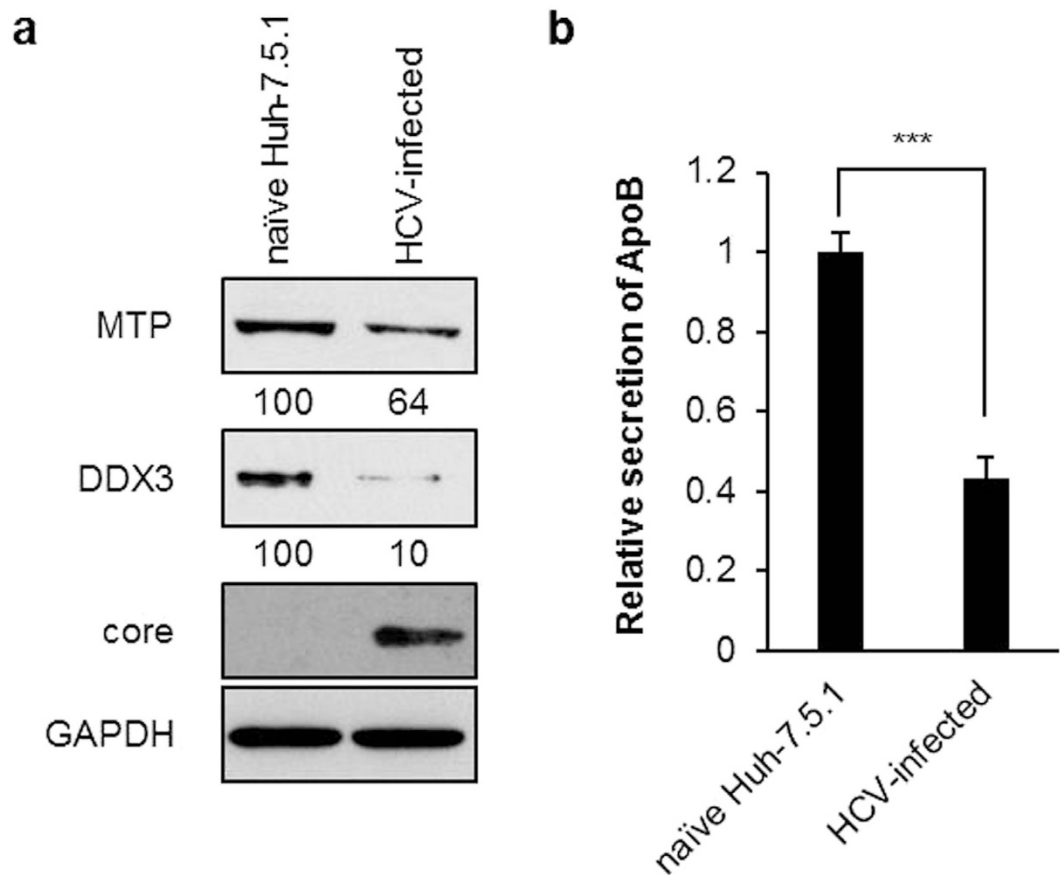 a
naïve Huh-7.5.1
HCV-infected
MTP
100 64
DDX3
100 10
core
GAPDH
b
***
Relative secretion of ApoB
1.2
1
0.8
0.6
0.4
0.2
0
naïve Huh-7.5.1
HCV-infected